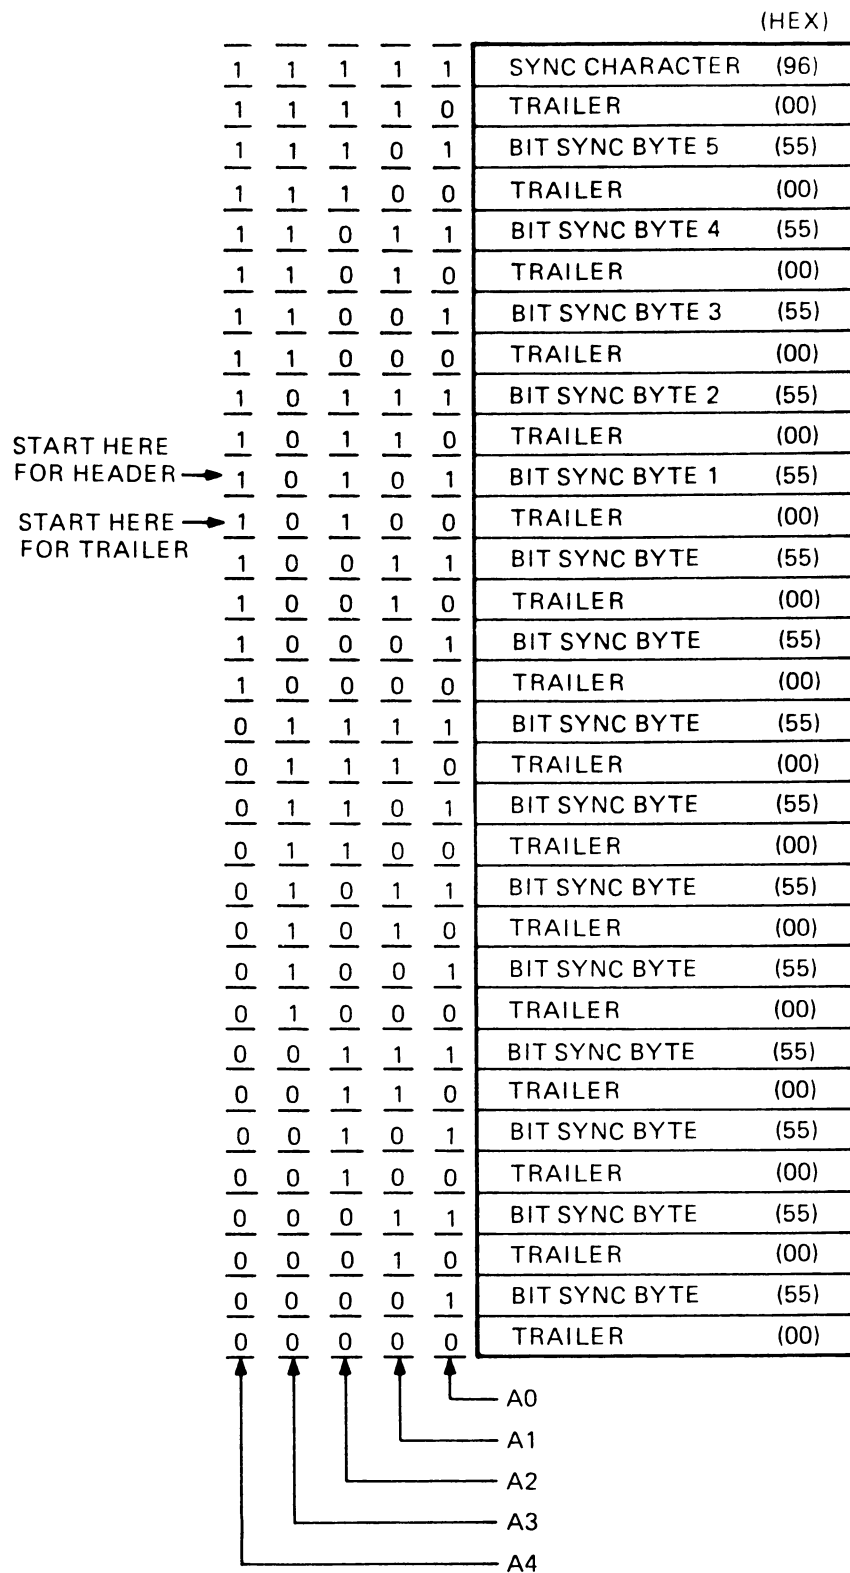 (HEX)
1 1 1 1 1 SYNC CHARACTER (96)
1 1 1 1 0 TRAILER (00)
1 1 1 0 1 BIT SYNC BYTE 5 (55)
1 1 1 0 0 TRAILER (00)
1 1 0 1 1 BIT SYNC BYTE 4 (55)
1 1 0 1 0 TRAILER (00)
1 1 0 0 1 BIT SYNC BYTE 3 (55)
1 1 0 0 0 TRAILER (00)
1 0 1 1 1 BIT SYNC BYTE 2 (55)
1 0 1 1 0 TRAILER (00)
START HERE
FOR HEADER 1 0 1 0 1 BIT SYNC BYTE 1 (55)
START HERE 1 0 1 0 0 TRAILER (00)
FOR TRAILER
1 0 0 1 1 BIT SYNC BYTE (55)
1 0 0 1 0 TRAILER (00)
1 0 0 0 1 BIT SYNC BYTE (55)
1 0 0 0 0 TRAILER (00)
0 1 1 1 1 BIT SYNC BYTE (55)
0 1 1 1 0 TRAILER (00)
0 1 1 0 1 BIT SYNC BYTE (55)
0 1 1 0 0 TRAILER (00)
0 1 0 1 1 BIT SYNC BYTE (55)
0 1 0 1 0 TRAILER (00)
0 1 0 0 1 BIT SYNC BYTE (55)
0 1 0 0 0 TRAILER (00)
0 0 1 1 1 BIT SYNC BYTE (55)
0 0 1 1 0 TRAILER (00)
0 0 1 0 1 BIT SYNC BYTE (55)
0 0 1 0 0 TRAILER (00)
0 0 0 1 1 BIT SYNC BYTE (55)
0 0 0 1 0 TRAILER (00)
0 0 0 0 1 BIT SYNC BYTE (55)
0 0 0 0 0 TRAILER (00)
A0
A1
A2
A3
A4